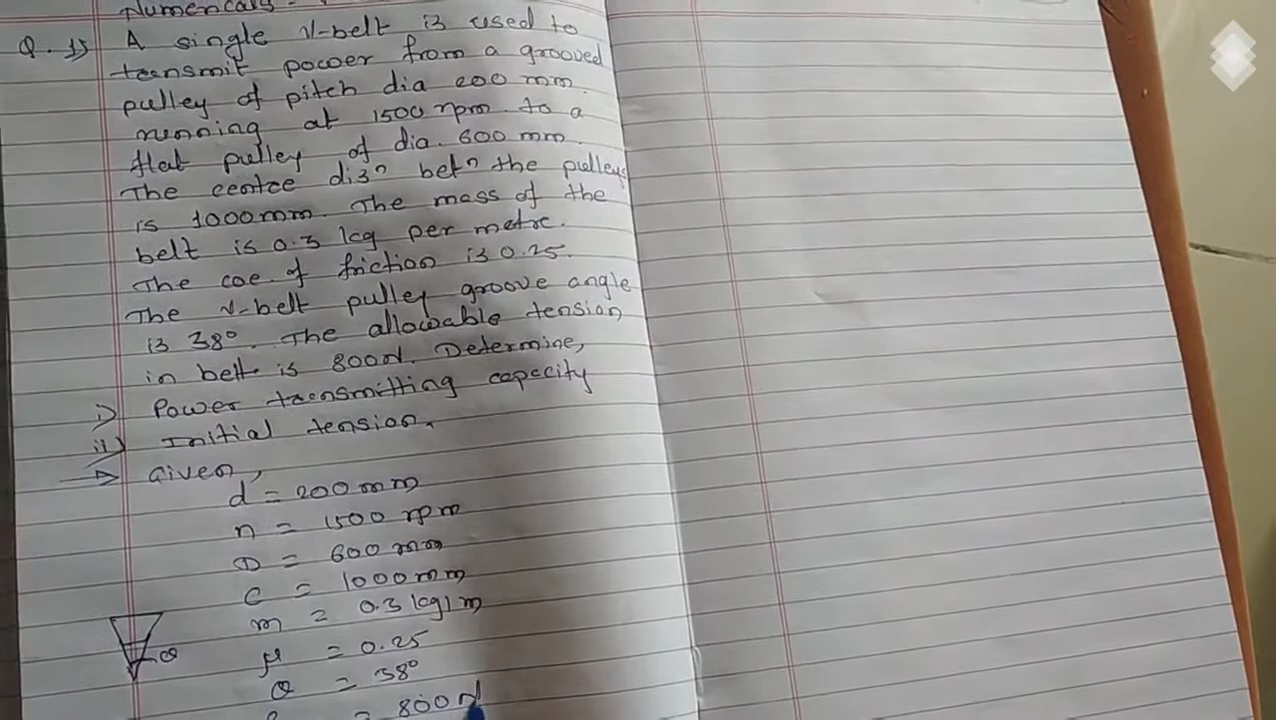 Numericals.
Q.1) A single V-belt is used to
transmit power from a grooved
pulley of pitch dia 200 mm.
running at 1500 rpm. to a
flat pulley of dia. 600 mm.
The centre disn betn the pulleys
is 1000mm. The mass of the
belt is 0.3 kg per metre.
The coe. of friction is 0.25.
The V-belt pulley groove angle
is 38°. The allowable tension
in belt is 800N. Determine,
i) Power transmitting capacity
ii) Initial tension.
→ Given,
d = 200 mm
n = 1500 rpm
D = 600 mm
C = 1000 mm
m = 0.3 kg/m
μ = 0.25
θ
θ = 38°
= 800 N